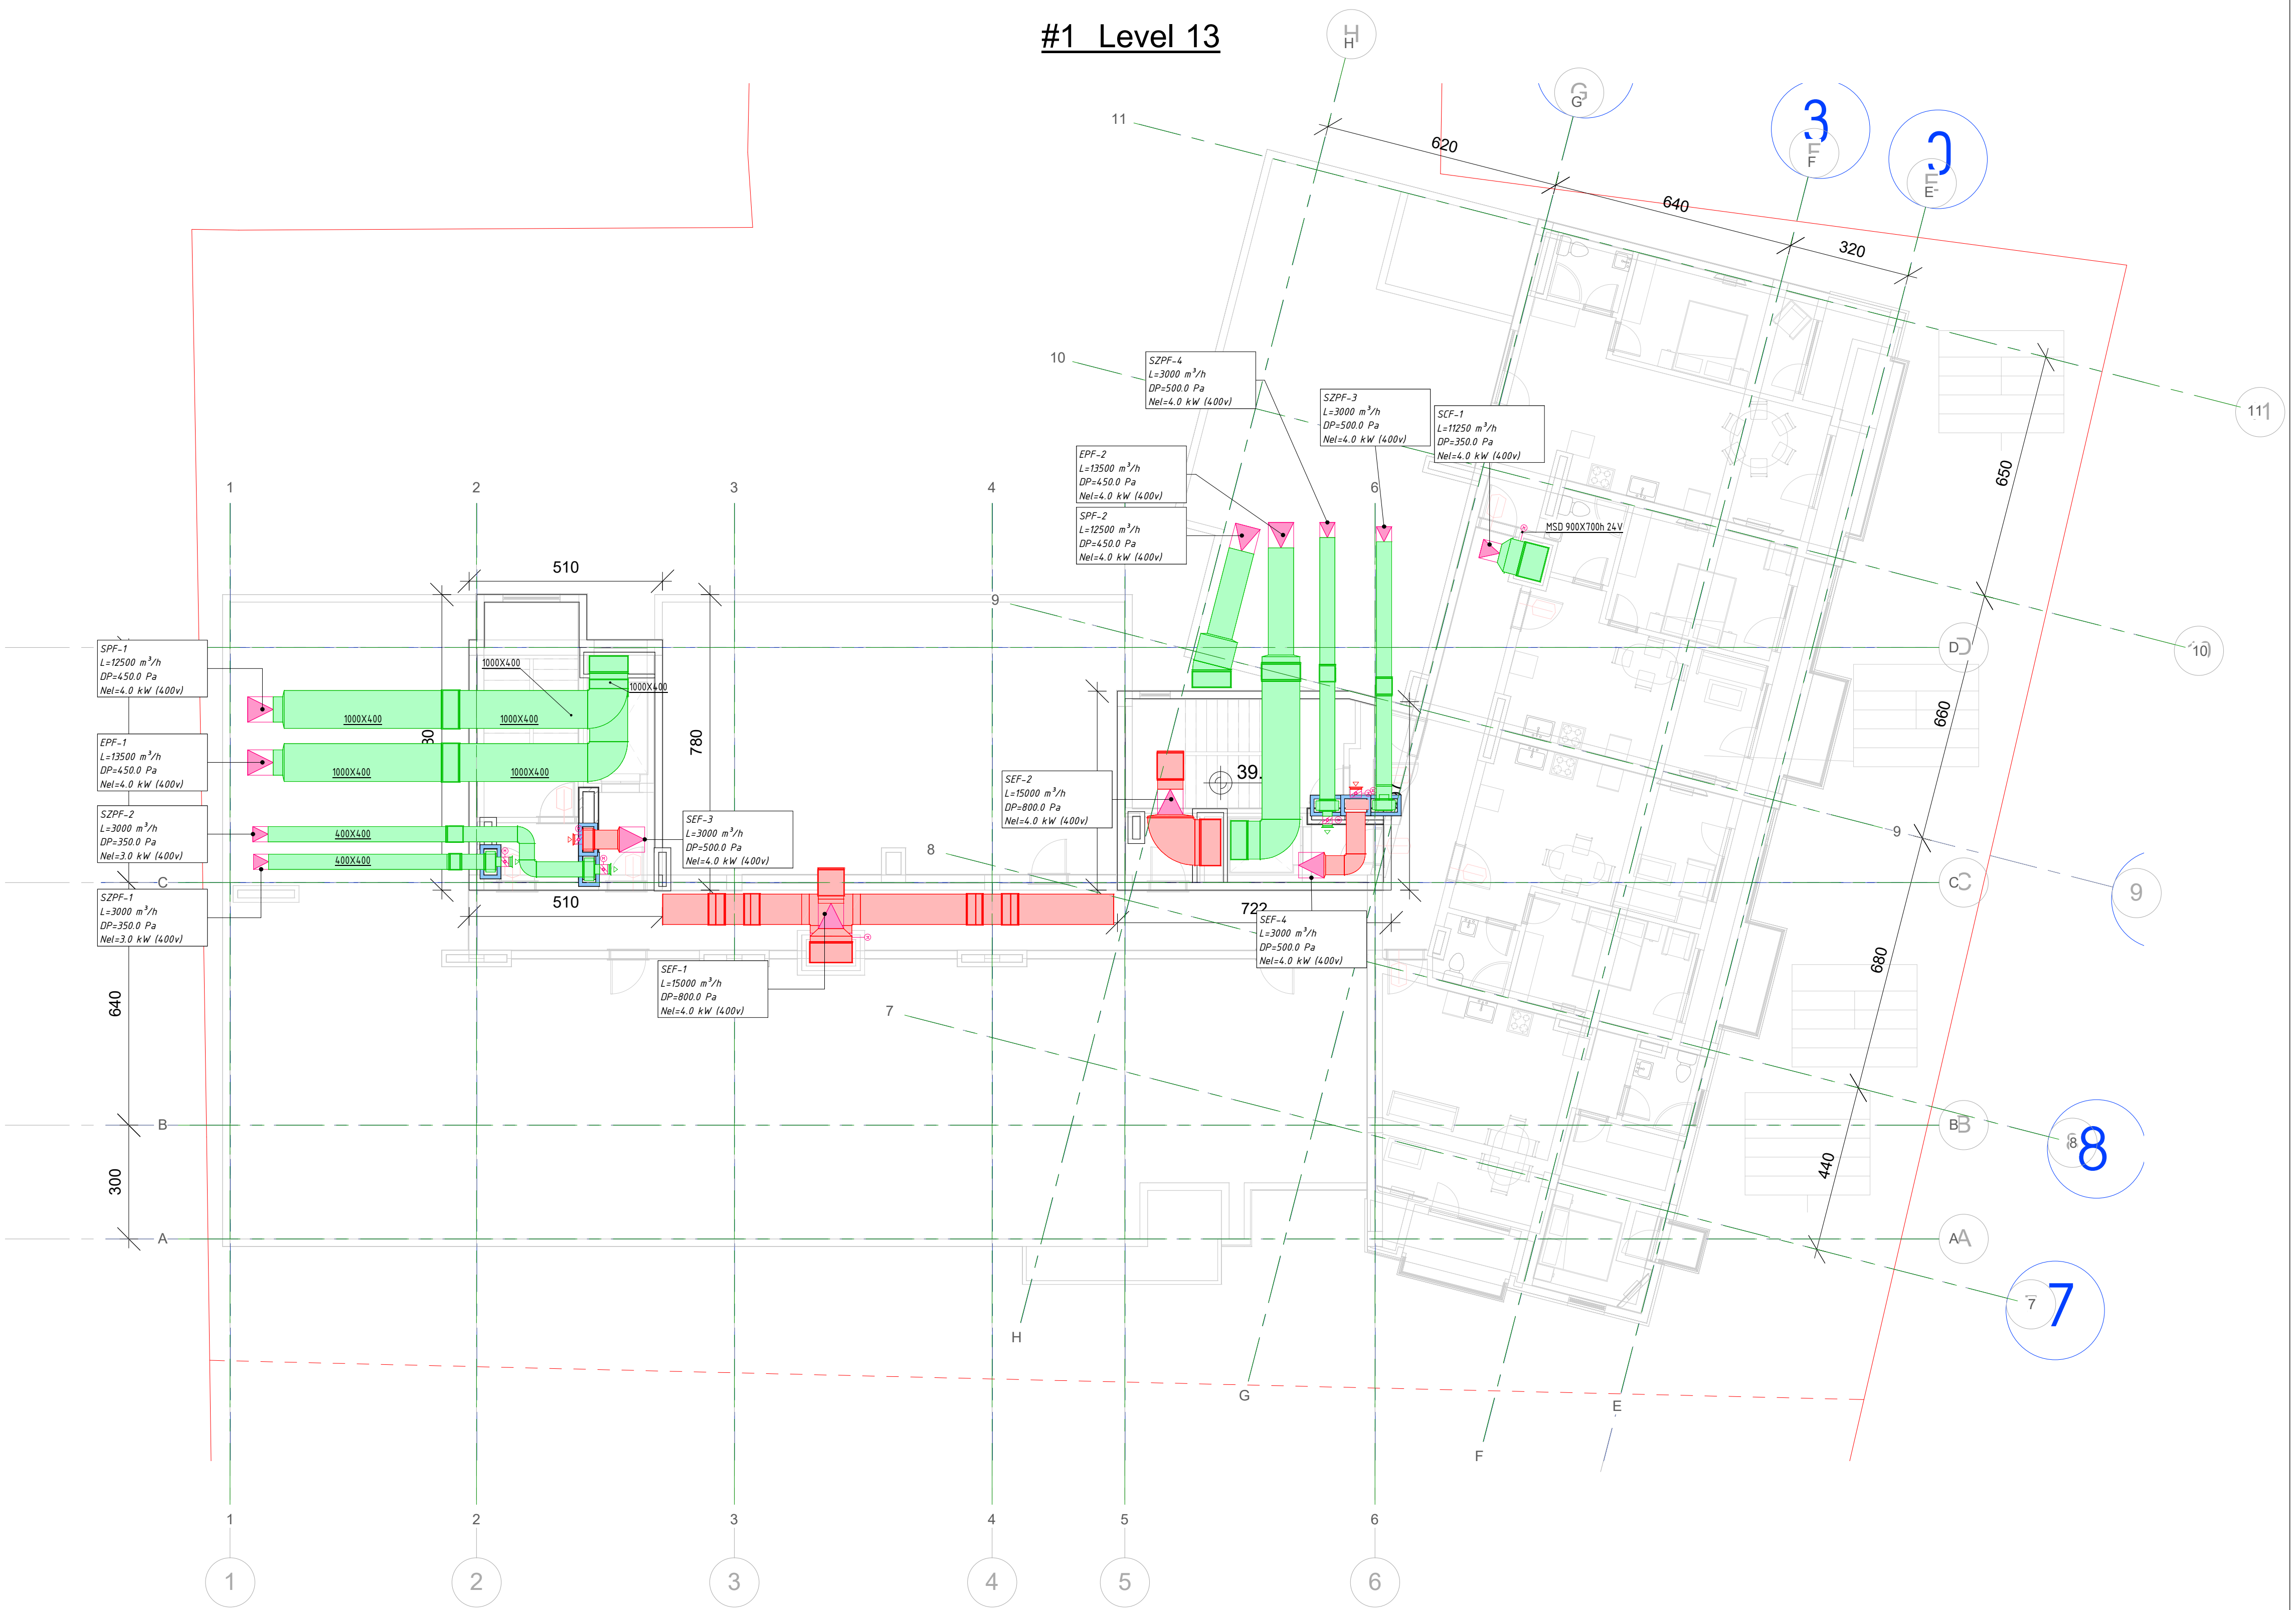 #1 Level 13
H
H
G
G
3
F
F
E
11
620
640
320
10
SZPF-4
L=3000 m³/h
DP=500.0 Pa
Nel=4.0 kW (400v)
SZPF-3
L=3000 m³/h
DP=500.0 Pa
Nel=4.0 kW (400v)
SCF-1
L=11250 m³/h
DP=350.0 Pa
Nel=4.0 kW (400v)
11
EPF-2
L=13500 m³/h
DP=450.0 Pa
Nel=4.0 kW (400v)
SPF-2
L=12500 m³/h
DP=450.0 Pa
Nel=4.0 kW (400v)
650
1
2
3
4
6
MSD 900X700h 24V
510
9
SPF-1
L=12500 m³/h
DP=450.0 Pa
Nel=4.0 kW (400v)
1000X400
1000X400
1000X400
1000X400
D
D
10
660
EPF-1
L=13500 m³/h
DP=450.0 Pa
Nel=4.0 kW (400v)
1000X400
1000X400
780
SZPF-2
L=3000 m³/h
DP=350.0 Pa
Nel=3.0 kW (400v)
400X400
400X400
SEF-3
L=3000 m³/h
DP=500.0 Pa
Nel=4.0 kW (400v)
SEF-2
L=15000 m³/h
DP=800.0 Pa
Nel=4.0 kW (400v)
39.
8
9
9
C
C
C
SZPF-1
L=3000 m³/h
DP=350.0 Pa
Nel=3.0 kW (400v)
510
722
SEF-4
L=3000 m³/h
DP=500.0 Pa
Nel=4.0 kW (400v)
SEF-1
L=15000 m³/h
DP=800.0 Pa
Nel=4.0 kW (400v)
680
640
7
B
B
B
8
8
300
440
A
A
A
7
7
H
G
E
F
1
2
3
4
5
6
1
2
3
4
5
6